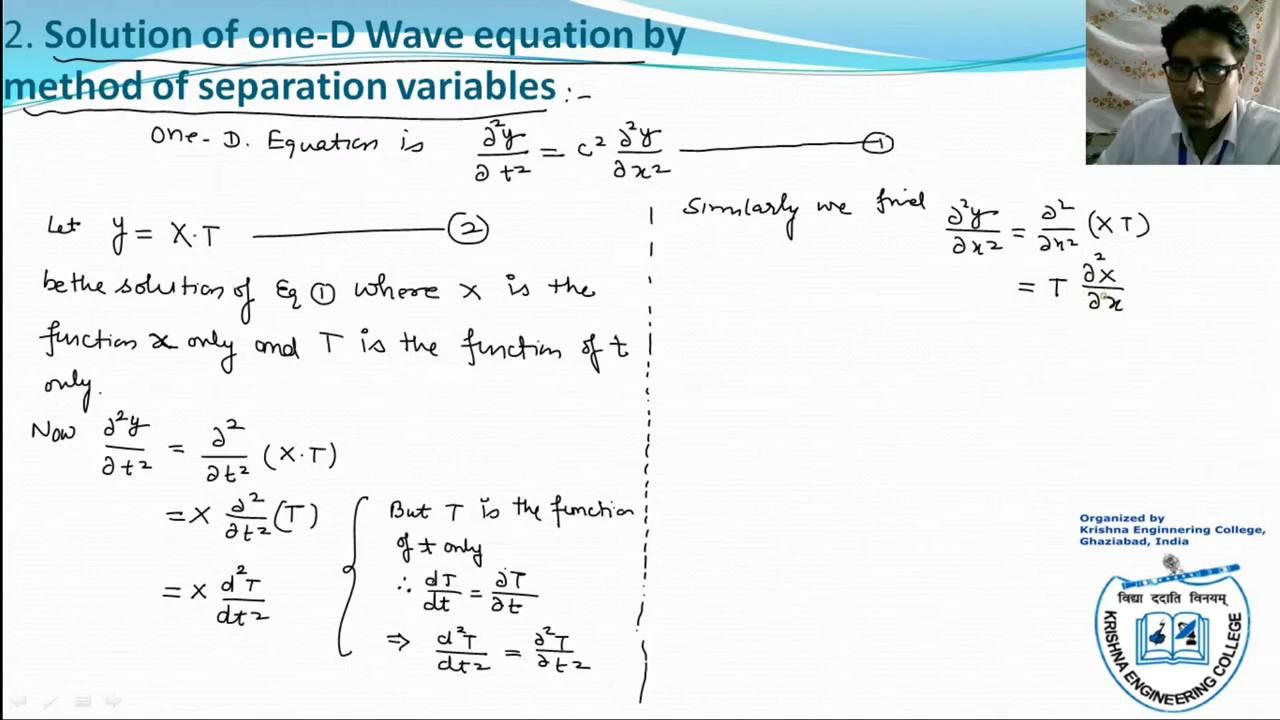 2. Solution of one-D Wave equation by
method of separation variables :-
One-D. Equation is ∂²y/∂t² = c² ∂²y/∂x² ——— ①
Let y = X·T ——— ②
be the solution of Eq ① where X is the
function x only and T is the function of t
only.
Now ∂²y/∂t² = ∂²/∂t² (X·T)
= X ∂²/∂t² (T)
= X d²T/dt²
{ But T is the function
of t only
∴ dT/dt = ∂T/∂t
⇒ d²T/dt² = ∂²T/∂t²
Similarly we find ∂²y/∂x² = ∂²/∂x² (X T)
= T ∂²X/∂x
Organized by
Krishna Enginnering College,
Ghaziabad, India
विद्या ददाति विनयम्
KRISHNA ENGINEERING COLLEGE